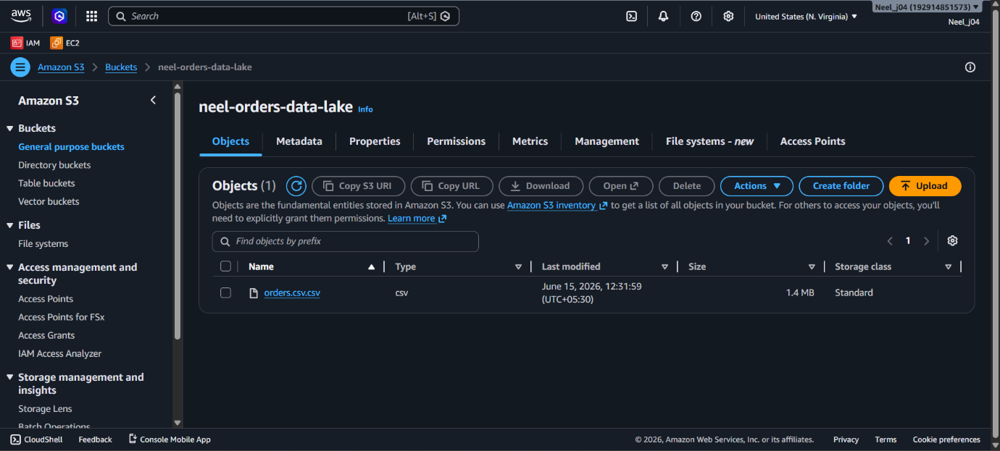 aws
Search [Alt+S]
United States (N. Virginia)
Neel_j04 (192914851573)
Neel_j04
IAM EC2
Amazon S3 Buckets neel-orders-data-lake
Amazon S3
Buckets
General purpose buckets
Directory buckets
Table buckets
Vector buckets
Files
File systems
Access management and
security
Access Points
Access Points for FSx
Access Grants
IAM Access Analyzer
Storage management and
insights
Storage Lens
Batch Operations
neel-orders-data-lake Info
Objects Metadata Properties Permissions Metrics Management File systems - new Access Points
Objects (1) Copy S3 URI Copy URL Download Open Delete Actions Create folder Upload
Objects are the fundamental entities stored in Amazon S3. You can use Amazon S3 inventory to get a list of all objects in your bucket. For others to access your objects, you'll
need to explicitly grant them permissions. Learn more
Find objects by prefix 1
Name Type Last modified Size Storage class
orders.csv.csv csv June 15, 2026, 12:31:59 1.4 MB Standard
(UTC+05:30)
CloudShell Feedback Console Mobile App © 2026, Amazon Web Services, Inc. or its affiliates. Privacy Terms Cookie preferences